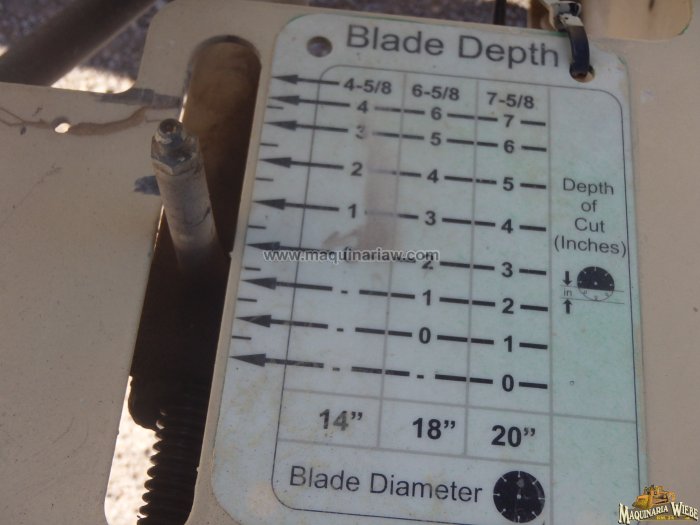 Blade Depth
4-5/8 6-5/8 7-5/8
4 6 7
3 5 6
2 4 5
1 3 4
2 3
1 2
0 1
0
Depth
of
Cut
(Inches)
in
www.maquinariaw.com
14” 18” 20”
Blade Diameter
MAQUINARIA WIEBE